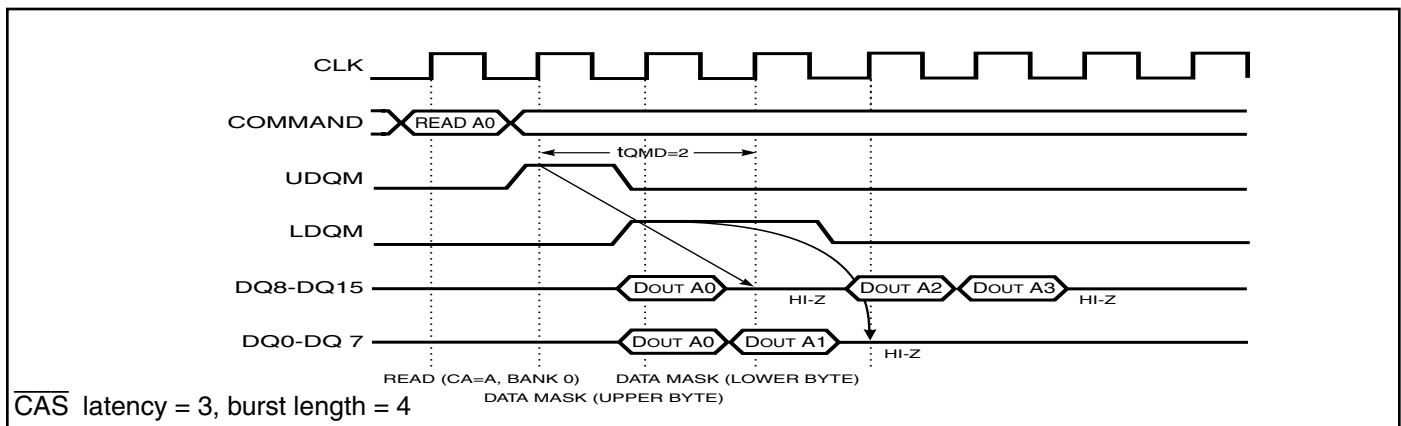 CLK
COMMAND READ A0
tQMD=2
UDQM
LDQM
DQ8-DQ15 DOUT A0 HI-Z DOUT A2 DOUT A3 HI-Z
DQ0-DQ 7 DOUT A0 DOUT A1 HI-Z
READ (CA=A, BANK 0) DATA MASK (LOWER BYTE)
DATA MASK (UPPER BYTE)
CAS latency = 3, burst length = 4